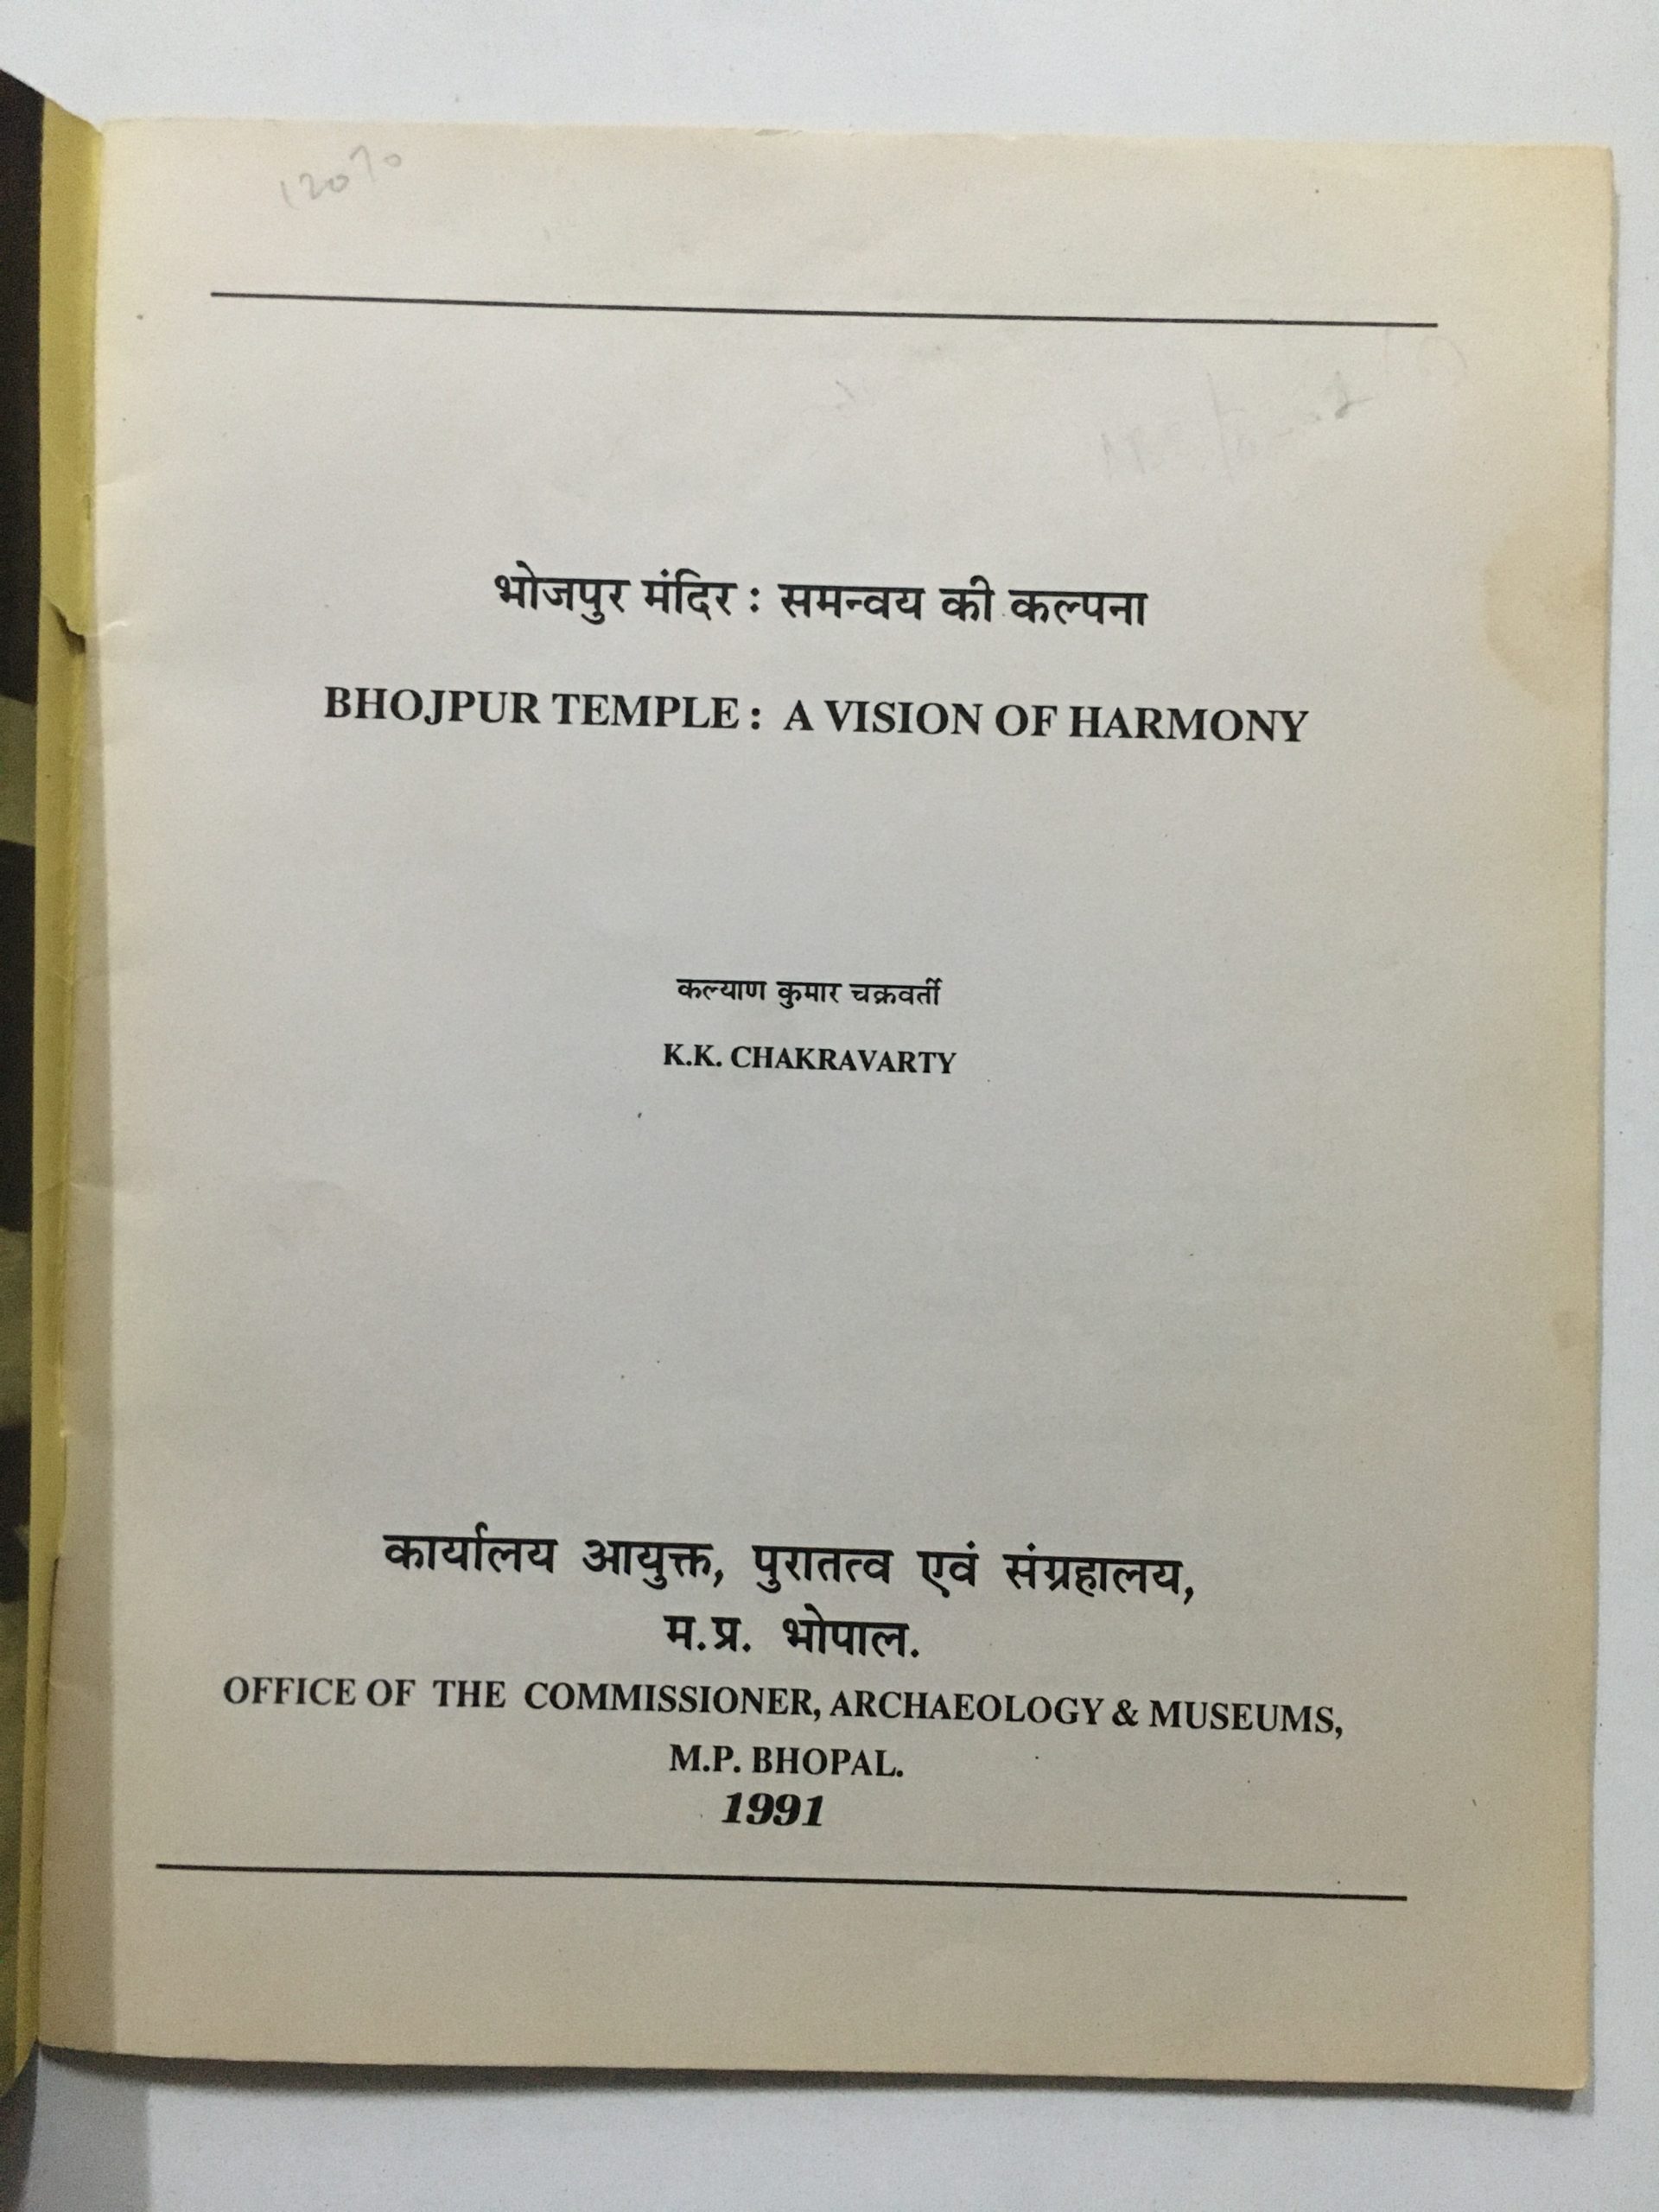 भोजपुर मंदिर : समन्वय की कल्पना
BHOJPUR TEMPLE : A VISION OF HARMONY
कल्याण कुमार चक्रवर्ती
K.K. CHAKRAVARTY
कार्यालय आयुक्त, पुरातत्व एवं संग्रहालय,
म.प्र. भोपाल.
OFFICE OF THE COMMISSIONER, ARCHAEOLOGY & MUSEUMS,
M.P. BHOPAL.
1991